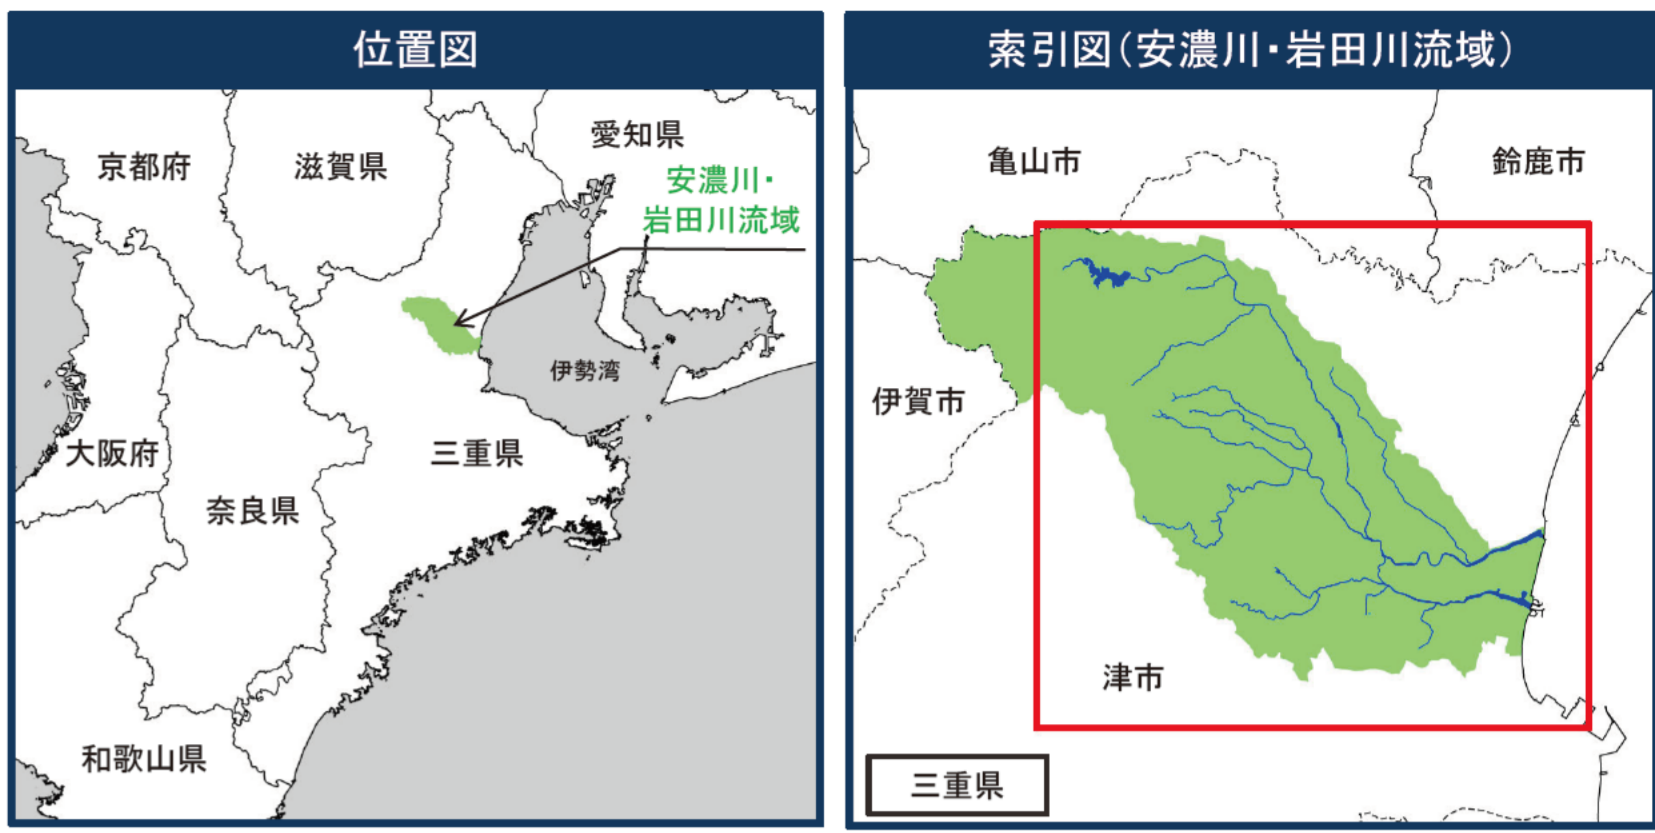 位置図
京都府
滋賀県
愛知県
安濃川・
岩田川流域
伊勢湾
大阪府
三重県
奈良県
和歌山県
索引図(安濃川・岩田川流域)
亀山市
鈴鹿市
伊賀市
津市
三重県